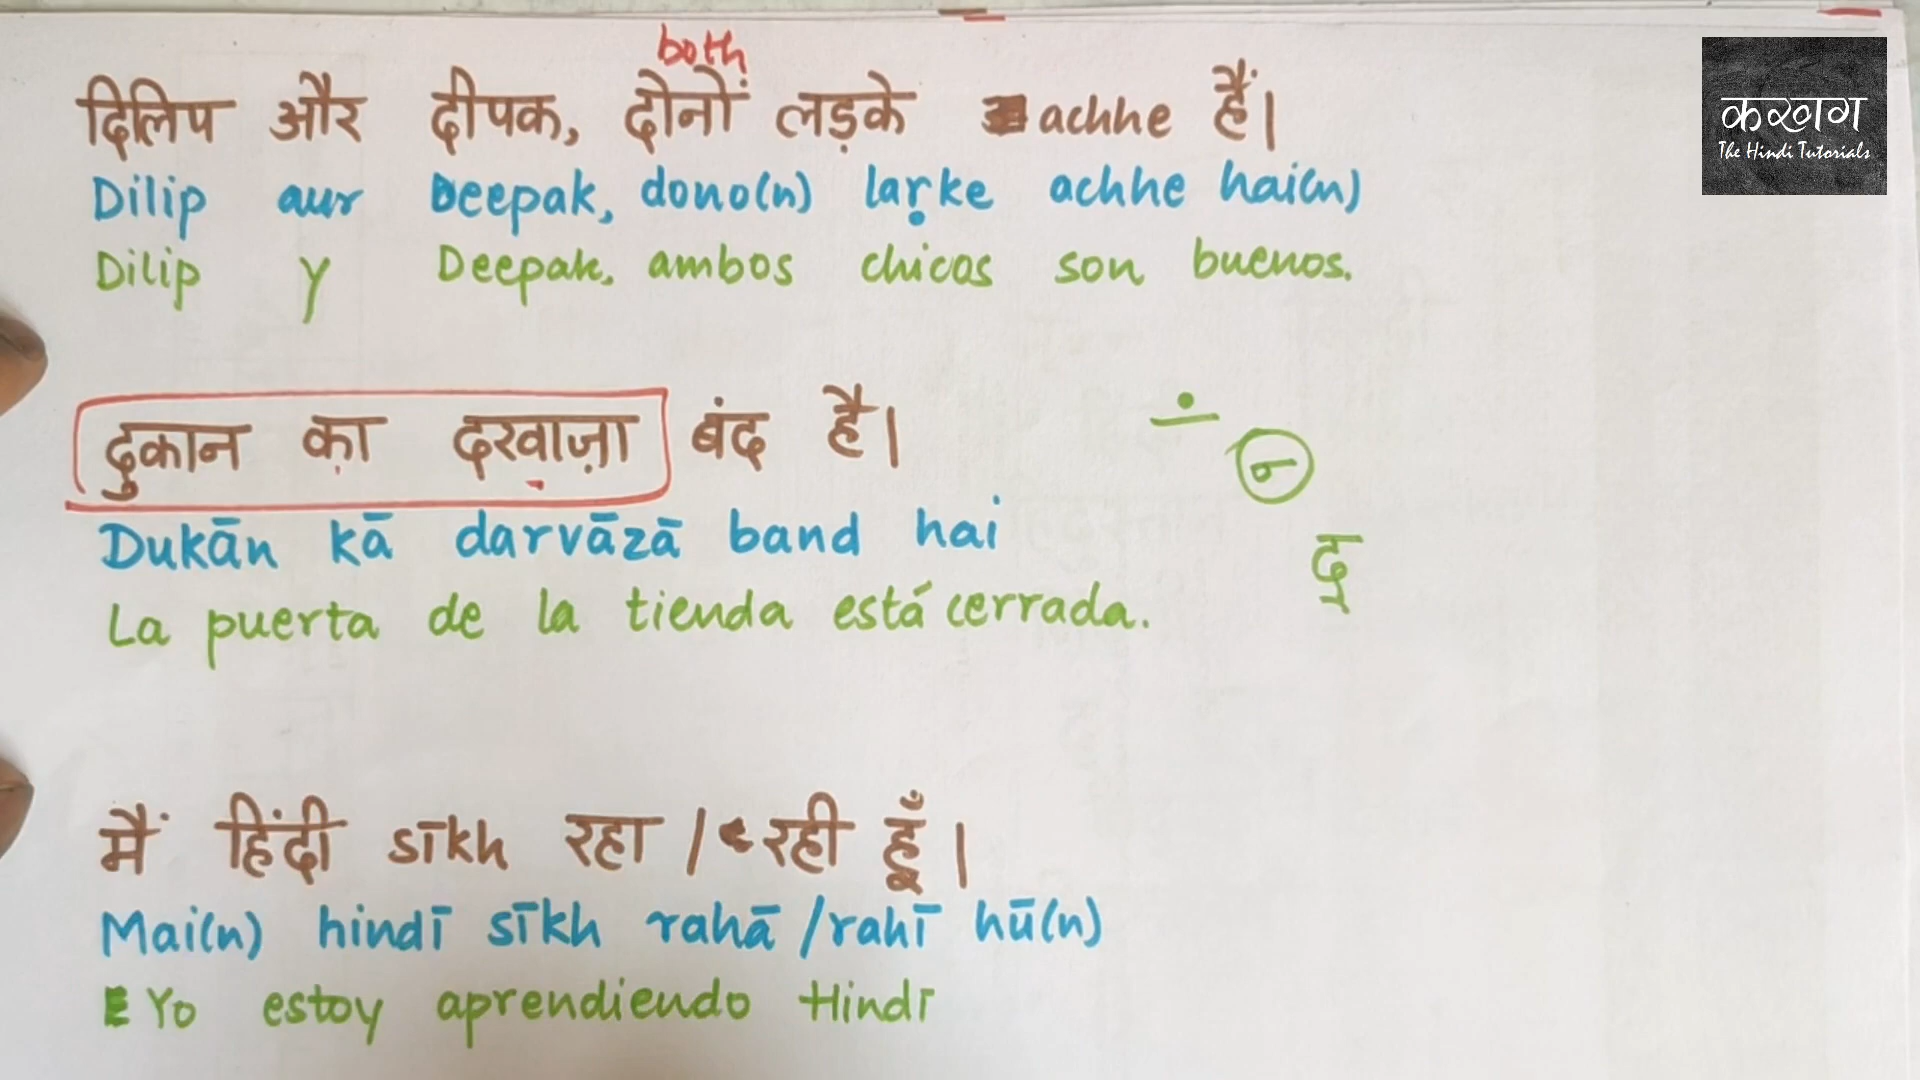 both
दिलिप और दीपक, दोनों लड़के achhe हैं।
Dilip aur Deepak, dono(n) laṛke achhe hai(n)
Dilip y Deepak, ambos chicos son buenos.
दुकान का दरवाज़ा बंद है।
Dukān kā darvāzā band hai
La puerta de la tienda está cerrada.
दु
मैं हिंदी sīkh रहा / रही हूँ।
Mai(n) hindī sīkh rahā / rahī hū(n)
Yo estoy aprendiendo Hindī
कखग
The Hindi Tutorials